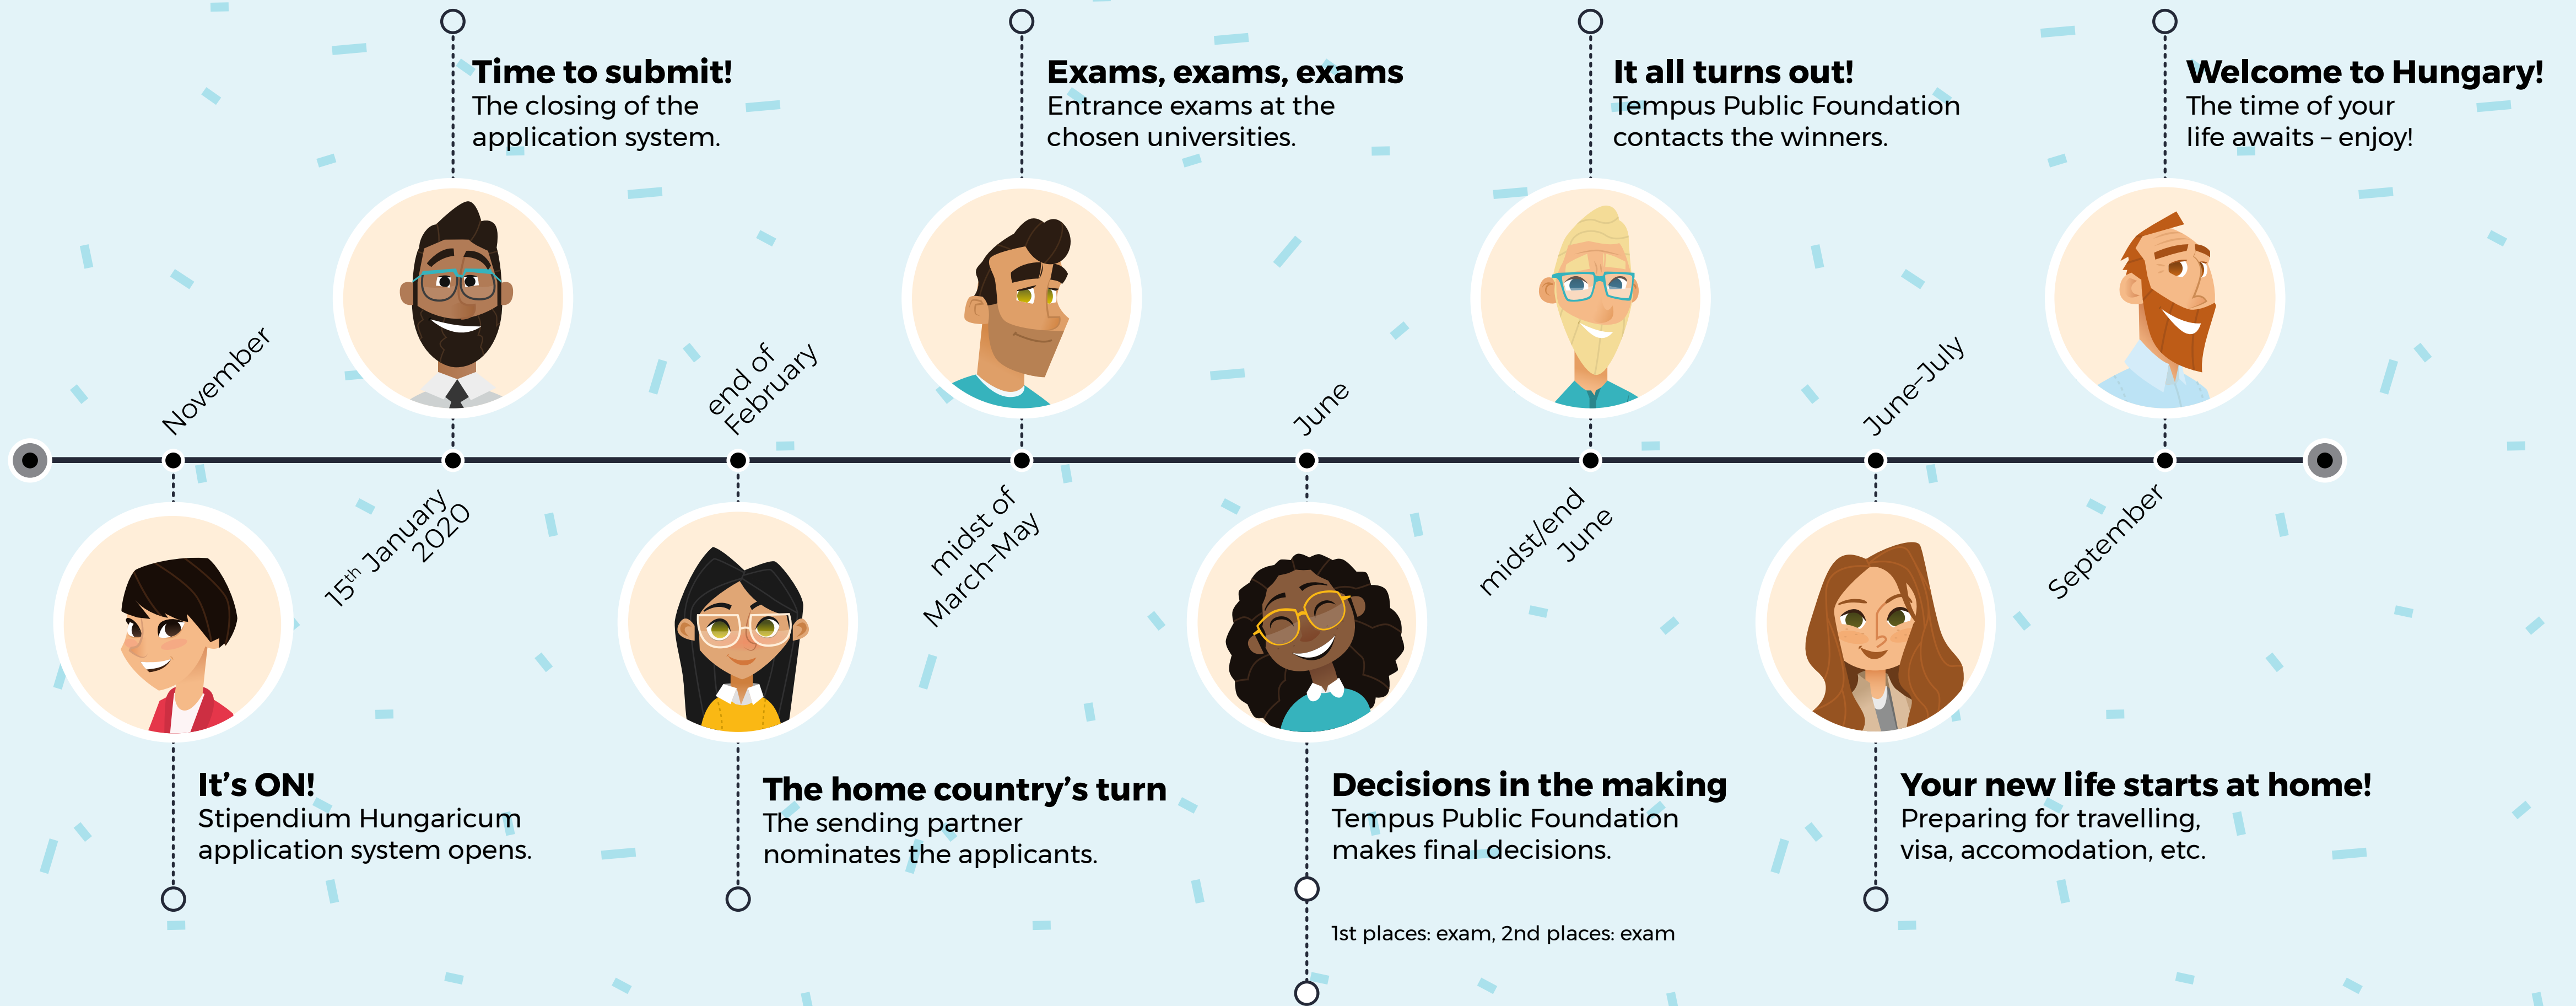 Time to submit!
The closing of the
application system.
Exams, exams, exams
Entrance exams at the
chosen universities.
It all turns out!
Tempus Public Foundation
contacts the winners.
Welcome to Hungary!
The time of your
life awaits – enjoy!
November
15th January
2020
end of
February
midst of
March–May
June
midst/end
June
June–July
September
It’s ON!
Stipendium Hungaricum
application system opens.
The home country’s turn
The sending partner
nominates the applicants.
Decisions in the making
Tempus Public Foundation
makes final decisions.
1st places: exam, 2nd places: exam
Your new life starts at home!
Preparing for travelling,
visa, accomodation, etc.